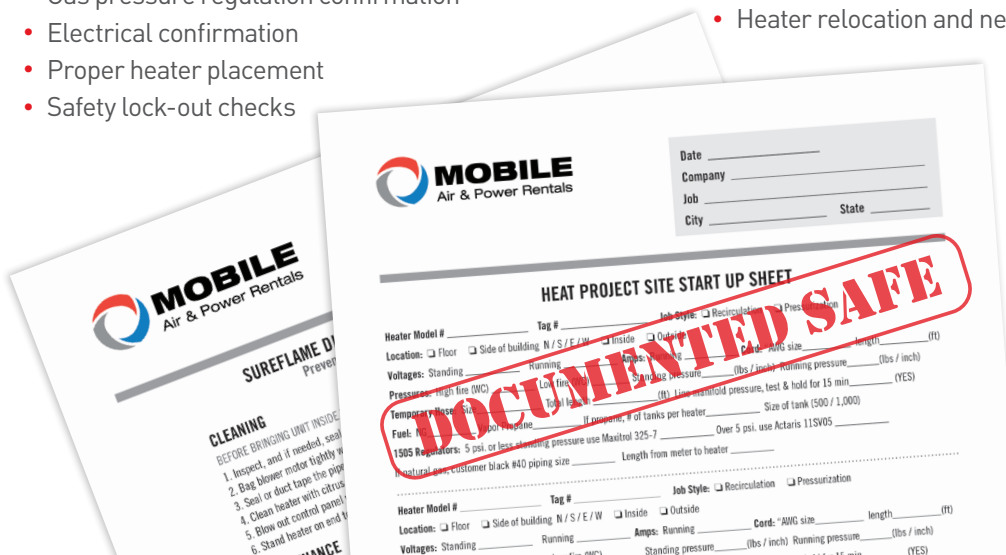 Gas pressure regulation confirmation
• Electrical confirmation
• Proper heater placement
• Safety lock-out checks
• Heater relocation and ne
MOBILE
Air & Power Rentals
SUREFLAME D
Preven
CLEANING
BEFORE BRINGING UNIT INSIDE,
1. Inspect, and if needed, seal
2. Bag blower motor tightly w
3. Seal or duct tape the pipe
4. Clean heater with citrus
5. Blow out control panel
6. Stand heater on end t
NANCE
MOBILE
Air & Power Rentals
Date
Company
Job
City State
HEAT PROJECT SITE START UP SHEET
Heater Model # Tag # Job Style: ❏ Recirculation ❏ Pressurization
Location: ❏ Floor ❏ Side of building N / S / E / W ❏ Inside ❏ Outside
Voltages: Standing Running Amps: Running Cord: "AWG size length (ft)
Pressures: High fire (WC) Low fire (WC) Standing pressure (lbs / inch) Running pressure (lbs / inch)
Temporary Hose: Size Total length (ft) Line manifold pressure, test & hold for 15 min (YES)
Fuel: NG Vapor Propane If propane, # of tanks per heater Size of tank (500 / 1,000)
1505 Regulators: 5 psi. or less standing pressure use Maxitrol 325-7 Over 5 psi. use Actaris 11SV05
If natural gas, customer black #40 piping size Length from meter to heater
DOCUMENTED SAFE
Heater Model # Tag # Job Style: ❏ Recirculation ❏ Pressurization
Location: ❏ Floor ❏ Side of building N / S / E / W ❏ Inside ❏ Outside
Voltages: Standing Running Amps: Running Cord: "AWG size length (ft)
(WC) Standing pressure (lbs / inch) Running pressure (lbs / inch)
15 min (YES)